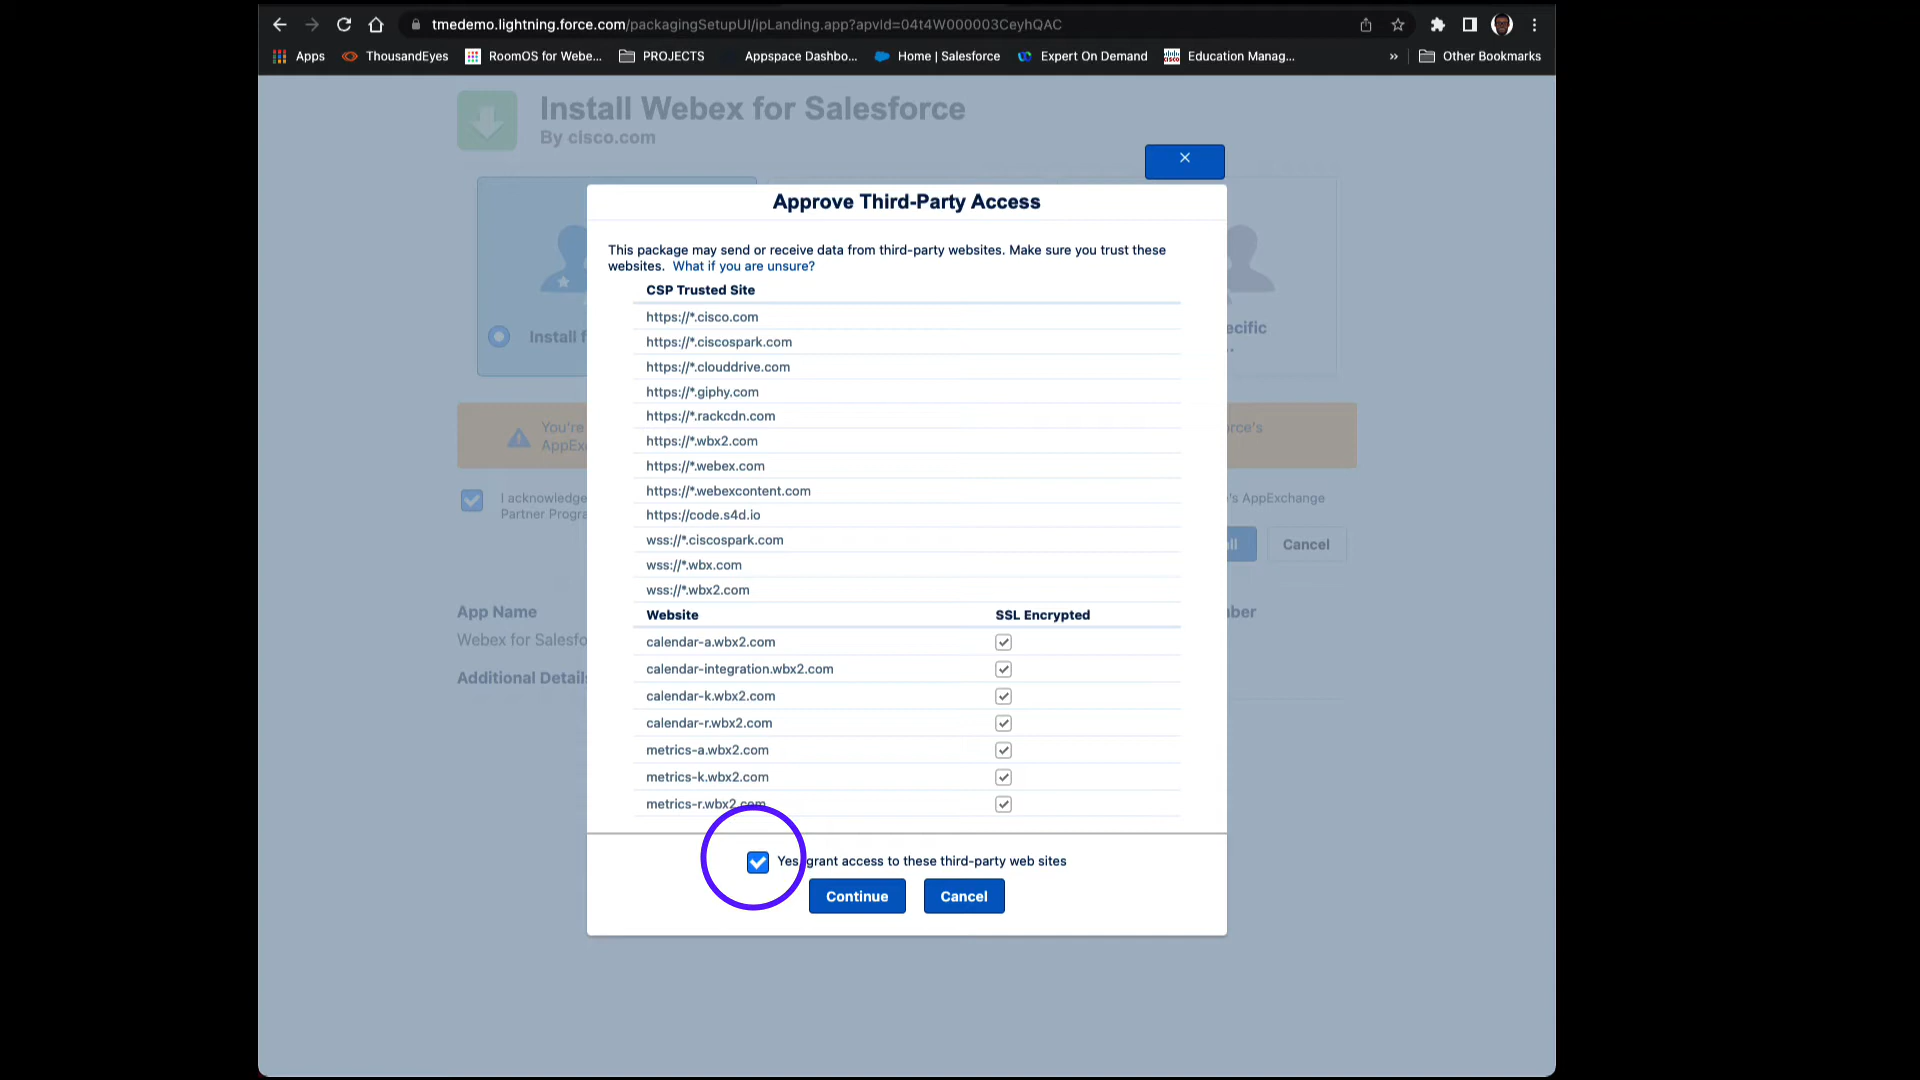 tmedemo.lightning.force.com/packagingSetupUI/ipLanding.app?apvId=04t4W000003CeyhQAC
Apps
ThousandEyes
RoomOS for Webe...
PROJECTS
Appspace Dashbo...
Home | Salesforce
Expert On Demand
Education Manag...
»
Other Bookmarks
Install Webex for Salesforce
By cisco.com
Approve Third-Party Access
This package may send or receive data from third-party websites. Make sure you trust these
websites. What if you are unsure?
CSP Trusted Site
https://*.cisco.com
https://*.ciscospark.com
https://*.clouddrive.com
https://*.giphy.com
https://*.rackcdn.com
https://*.wbx2.com
https://*.webex.com
https://*.webexcontent.com
https://code.s4d.io
wss://*.ciscospark.com
wss://*.wbx.com
wss://*.wbx2.com
Website SSL Encrypted
calendar-a.wbx2.com
calendar-integration.wbx2.com
calendar-k.wbx2.com
calendar-r.wbx2.com
metrics-a.wbx2.com
metrics-k.wbx2.com
metrics-r.wbx2.com
Yes, grant access to these third-party web sites
Continue
Cancel
Install f
ecific
You're
AppExc
rce's
I acknowledge
Partner Progra
's AppExchange
ll
Cancel
App Name
Webex for Salesfo
Additional Details
mber